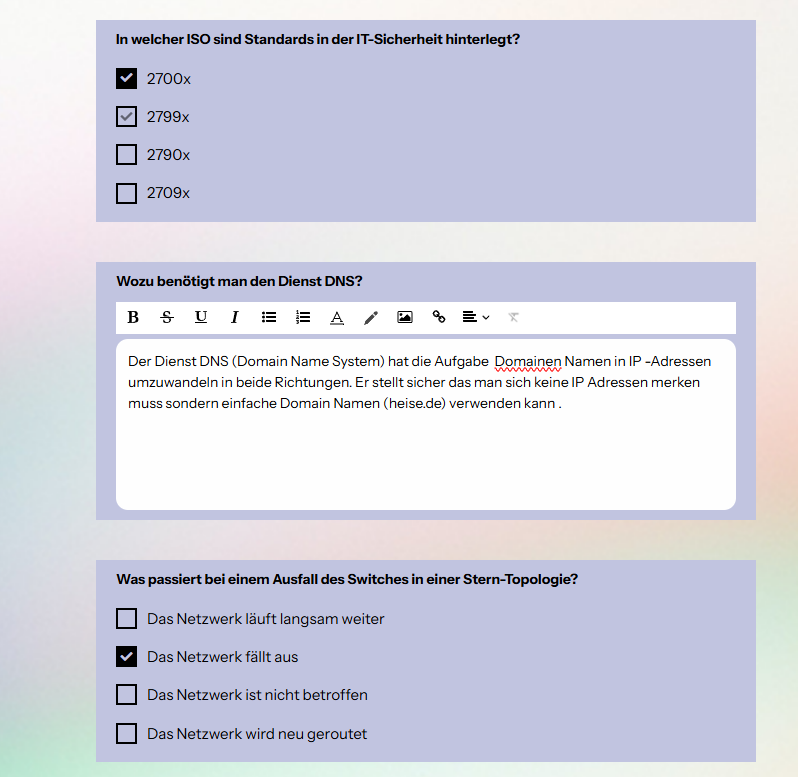 In welcher ISO sind Standards in der IT-Sicherheit hinterlegt?
2700x
2799x
2790x
2709x
Wozu benötigt man den Dienst DNS?
B S U I A
Der Dienst DNS (Domain Name System) hat die Aufgabe Domainen Namen in IP -Adressen
umzuwandeln in beide Richtungen. Er stellt sicher das man sich keine IP Adressen merken
muss sondern einfache Domain Namen (heise.de) verwenden kann .
Was passiert bei einem Ausfall des Switches in einer Stern-Topologie?
Das Netzwerk läuft langsam weiter
Das Netzwerk fällt aus
Das Netzwerk ist nicht betroffen
Das Netzwerk wird neu geroutet